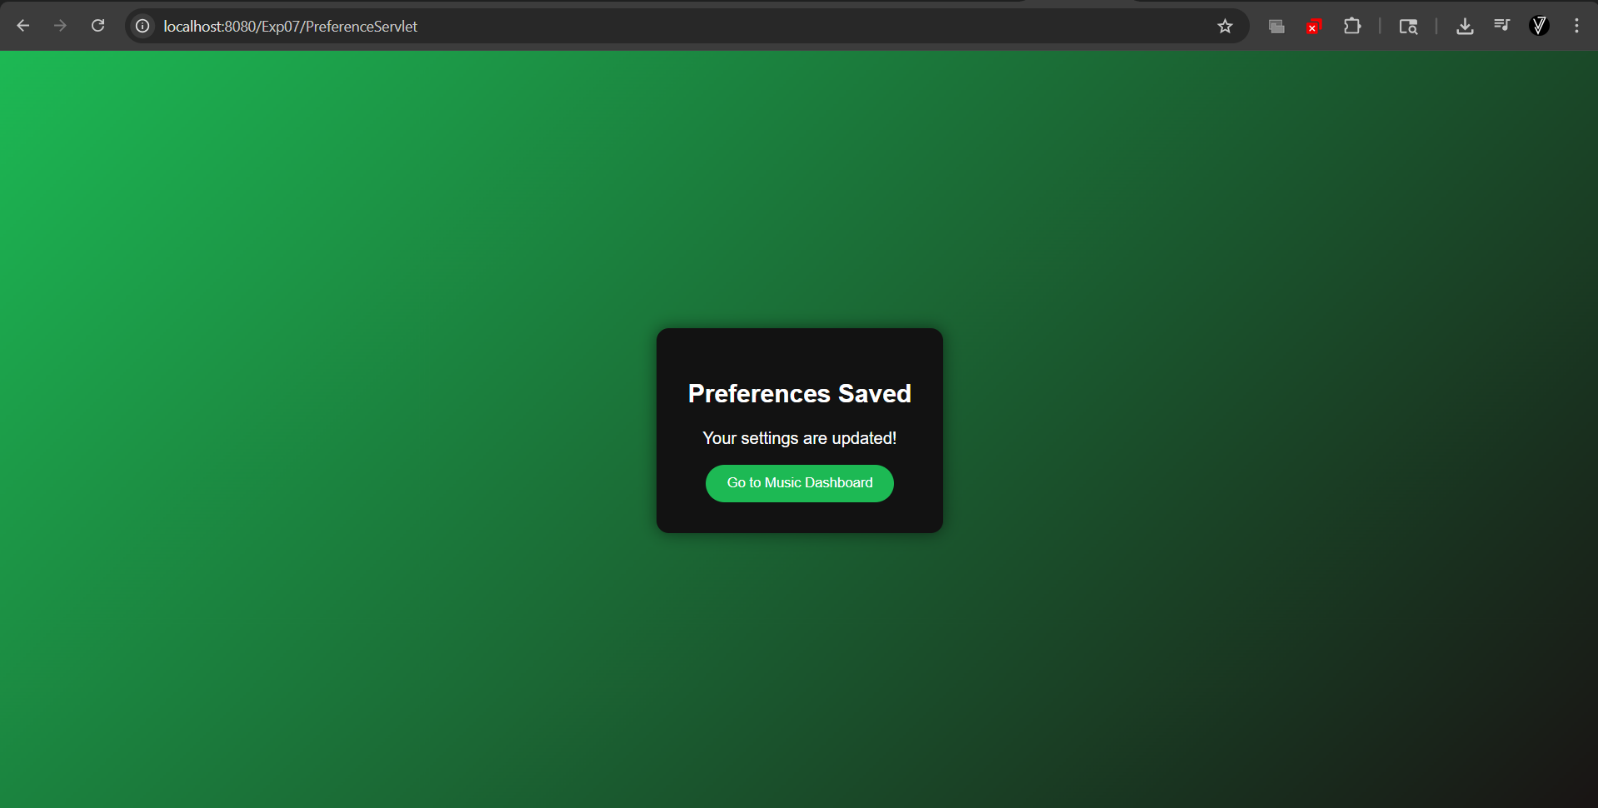 localhost:8080/Exp07/PreferenceServlet
Preferences Saved
Your settings are updated!
Go to Music Dashboard